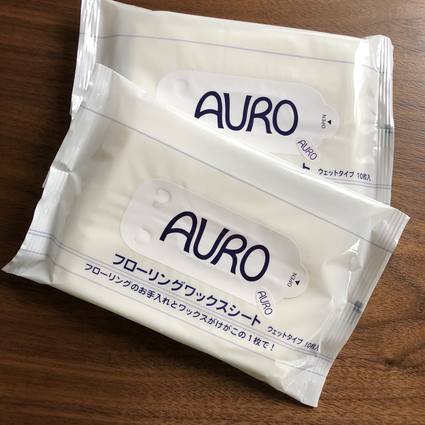 AURO
OPEN
AURO
ウェットタイプ 10枚入
AURO
OPEN
AURO
フローリングワックスシート
ウェットタイプ 10枚入
フローリングのお手入れとワックスがけがこの1枚で!